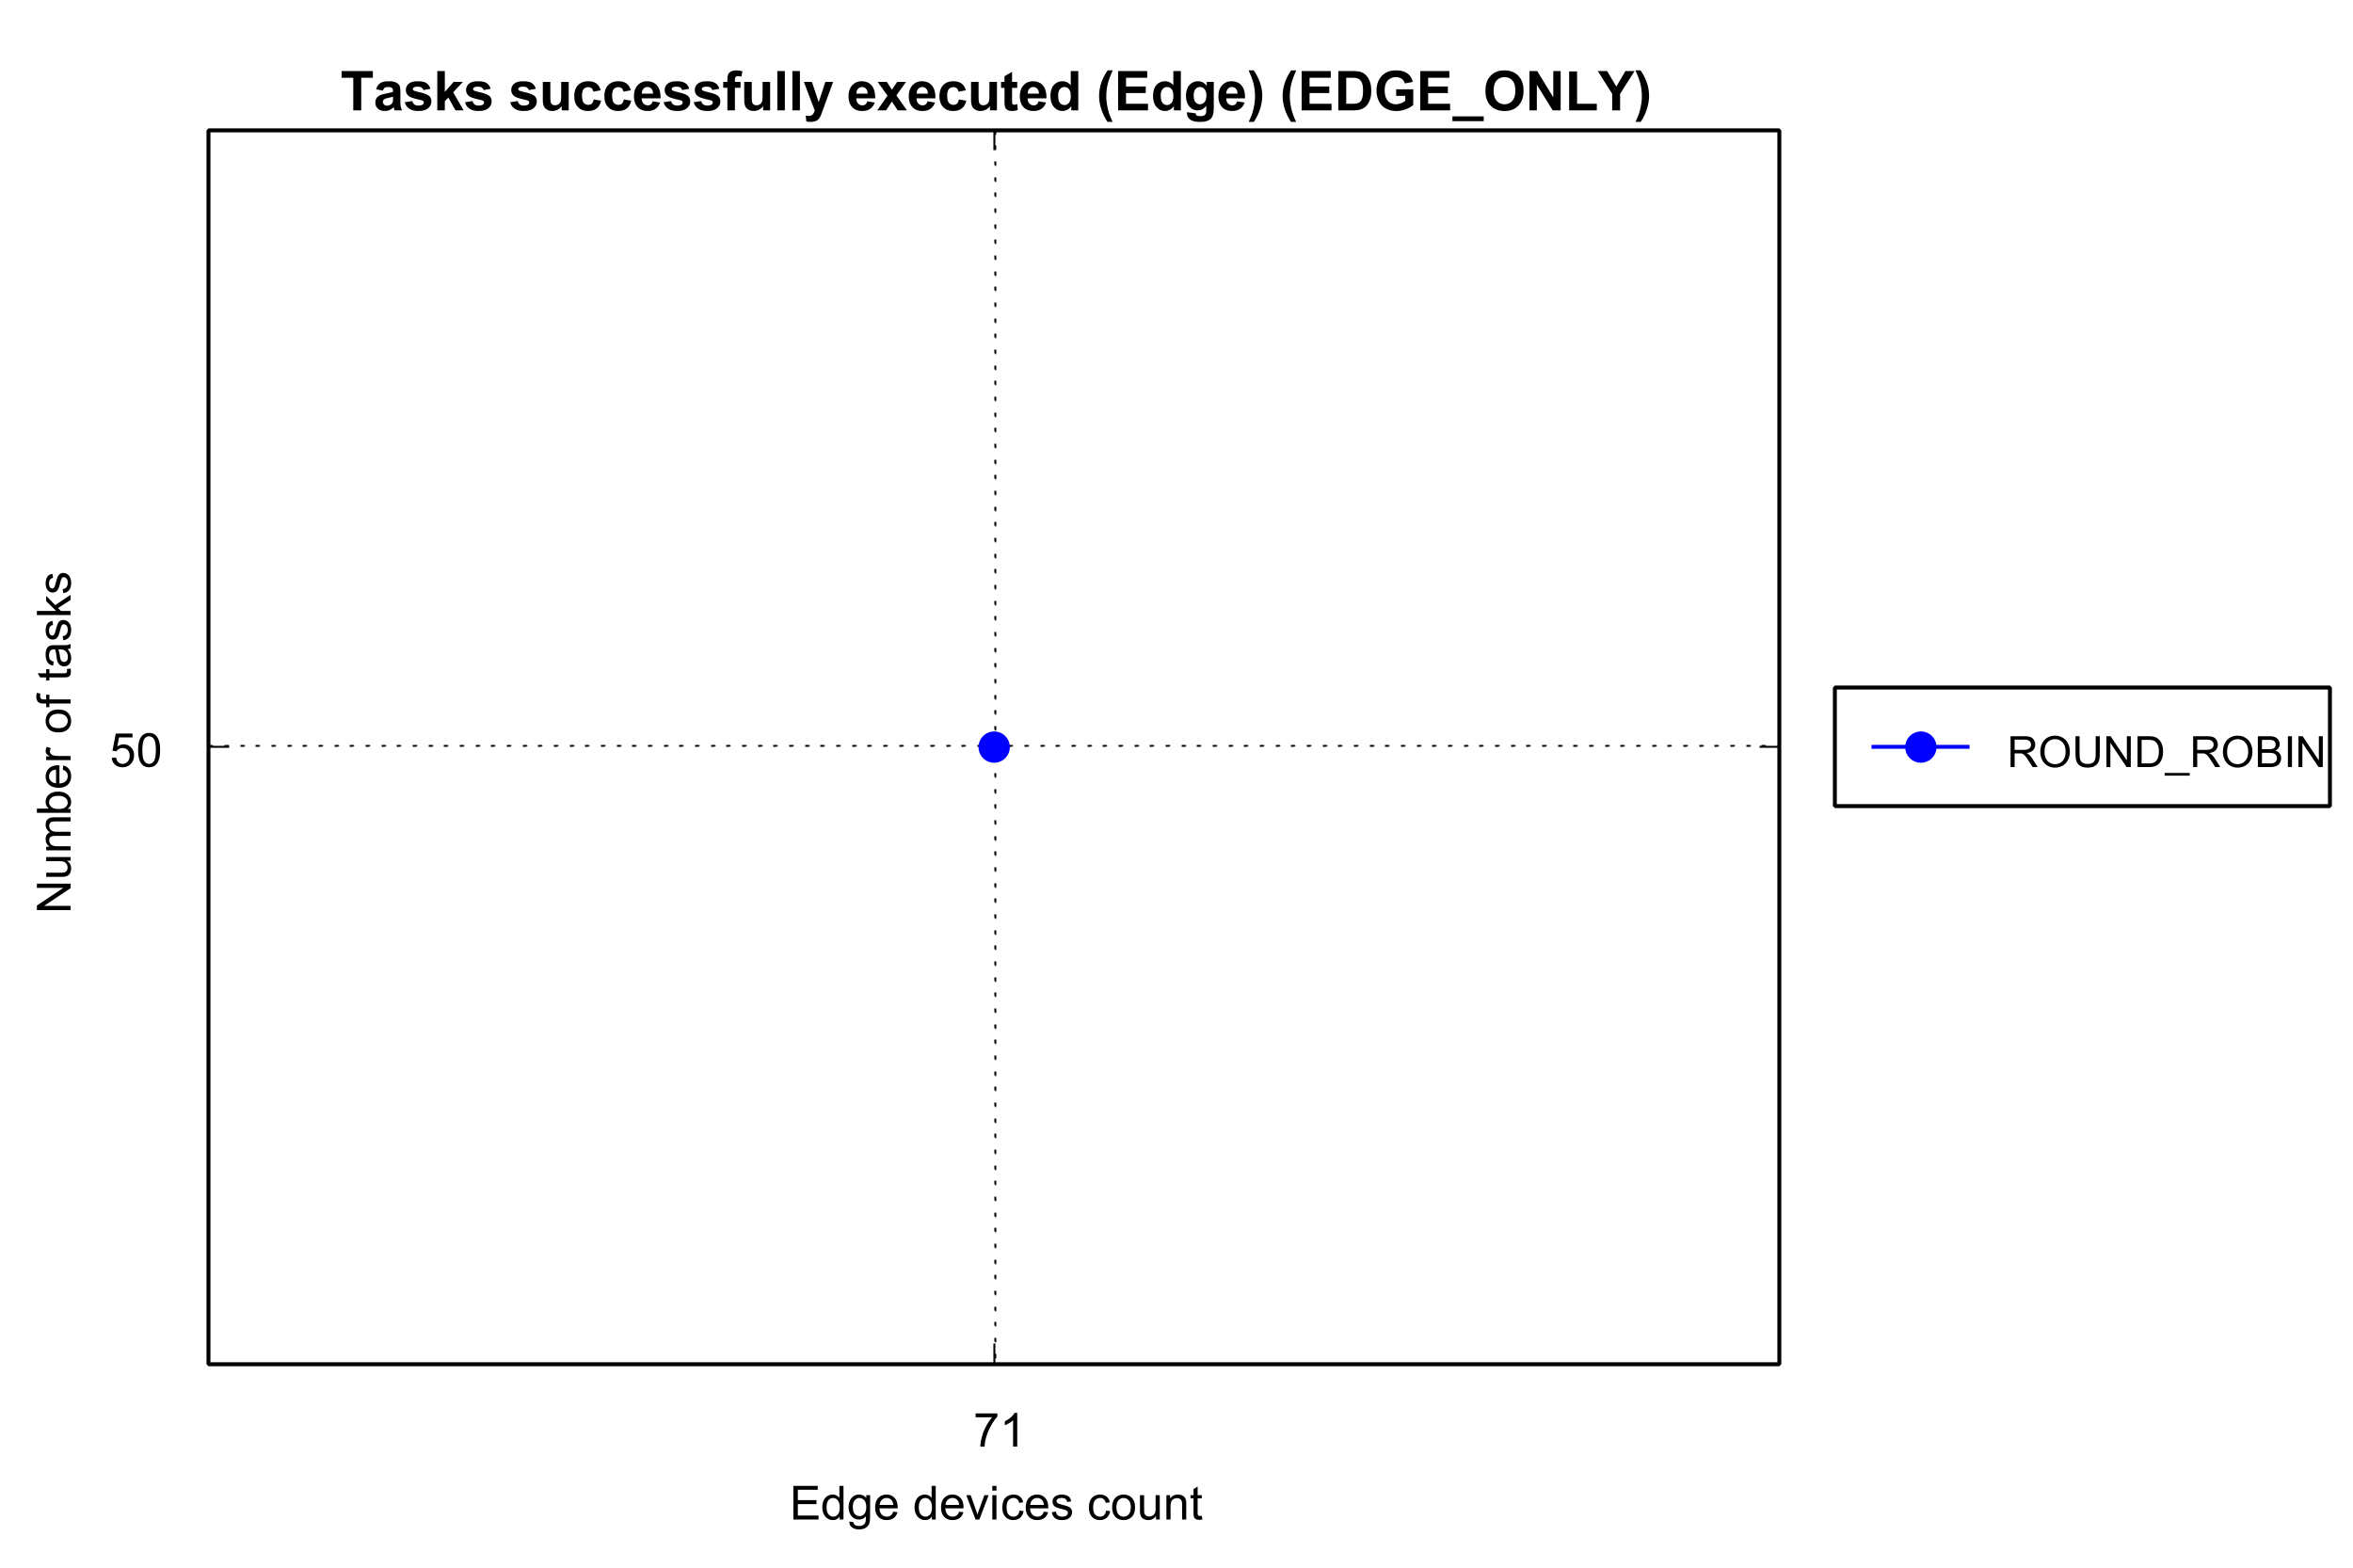 Tasks successfully executed (Edge) (EDGE_ONLY)
Number of tasks
50
ROUND_ROBIN
71
Edge devices count